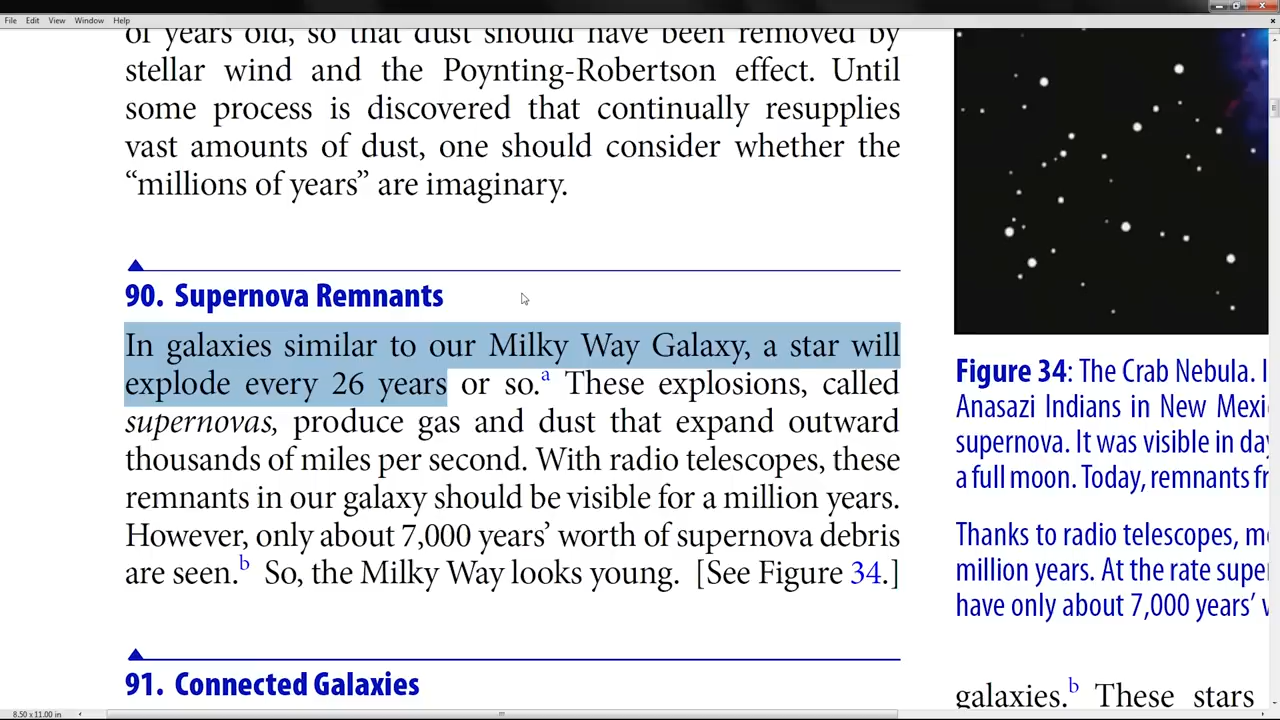 File Edit View Window Help
of years old, so that dust should have been removed by
stellar wind and the Poynting-Robertson effect. Until
some process is discovered that continually resupplies
vast amounts of dust, one should consider whether the
“millions of years” are imaginary.
90. Supernova Remnants
In galaxies similar to our Milky Way Galaxy, a star will
explode every 26 years or so.a These explosions, called
supernovas, produce gas and dust that expand outward
thousands of miles per second. With radio telescopes, these
remnants in our galaxy should be visible for a million years.
However, only about 7,000 years’ worth of supernova debris
are seen.b So, the Milky Way looks young. [See Figure 34.]
91. Connected Galaxies
Figure 34: The Crab Nebula. I
Anasazi Indians in New Mexi
supernova. It was visible in da
a full moon. Today, remnants f
Thanks to radio telescopes, m
million years. At the rate supe
have only about 7,000 years’
galaxies.b These stars
8.50 x 11.00 in